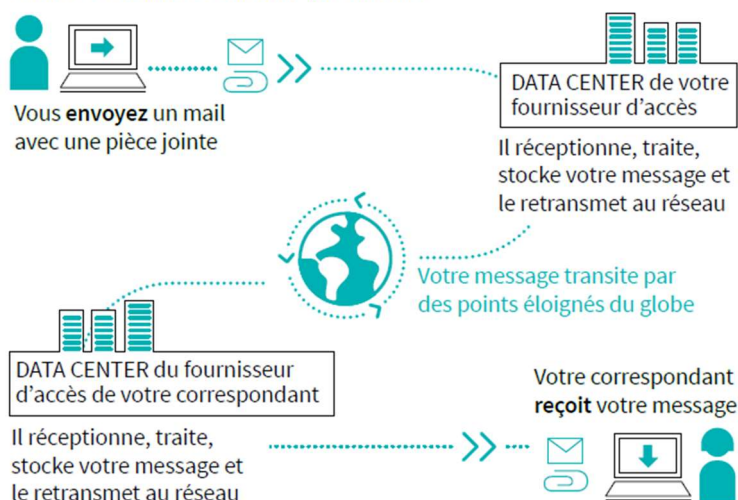 Vous envoyez un mail
avec une pièce jointe
DATA CENTER de votre
fournisseur d'accès
Il réceptionne, traite,
stocke votre message et
le retransmet au réseau
Votre message transite par
des points éloignés du globe
DATA CENTER du fournisseur
d'accès de votre correspondant
Il réceptionne, traite,
stocke votre message et
le retransmet au réseau
Votre correspondant
reçoit votre message